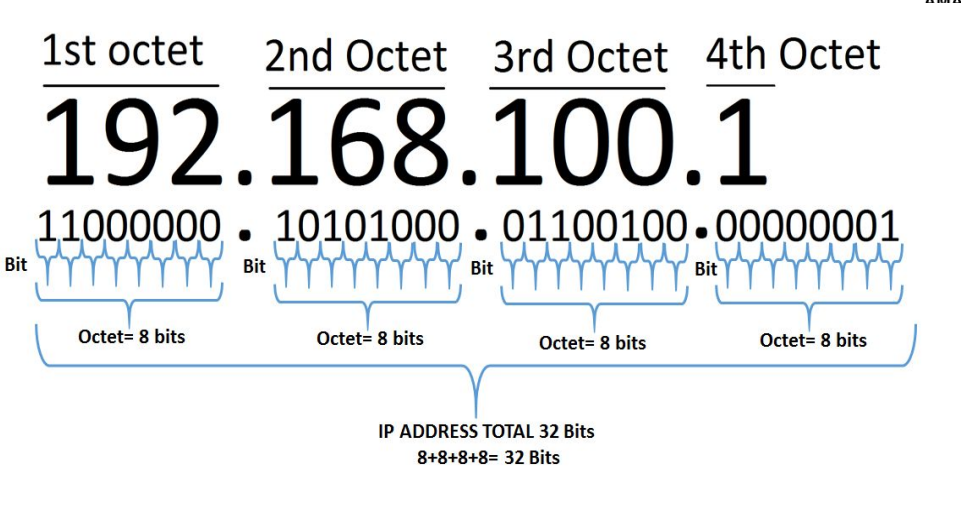 1st octet 2nd Octet 3rd Octet 4th Octet
192.168.100.1
11000000 . 10101000 . 01100100 . 00000001
Bit Bit Bit Bit
Octet= 8 bits Octet= 8 bits Octet= 8 bits Octet= 8 bits
IP ADDRESS TOTAL 32 Bits
8+8+8+8= 32 Bits